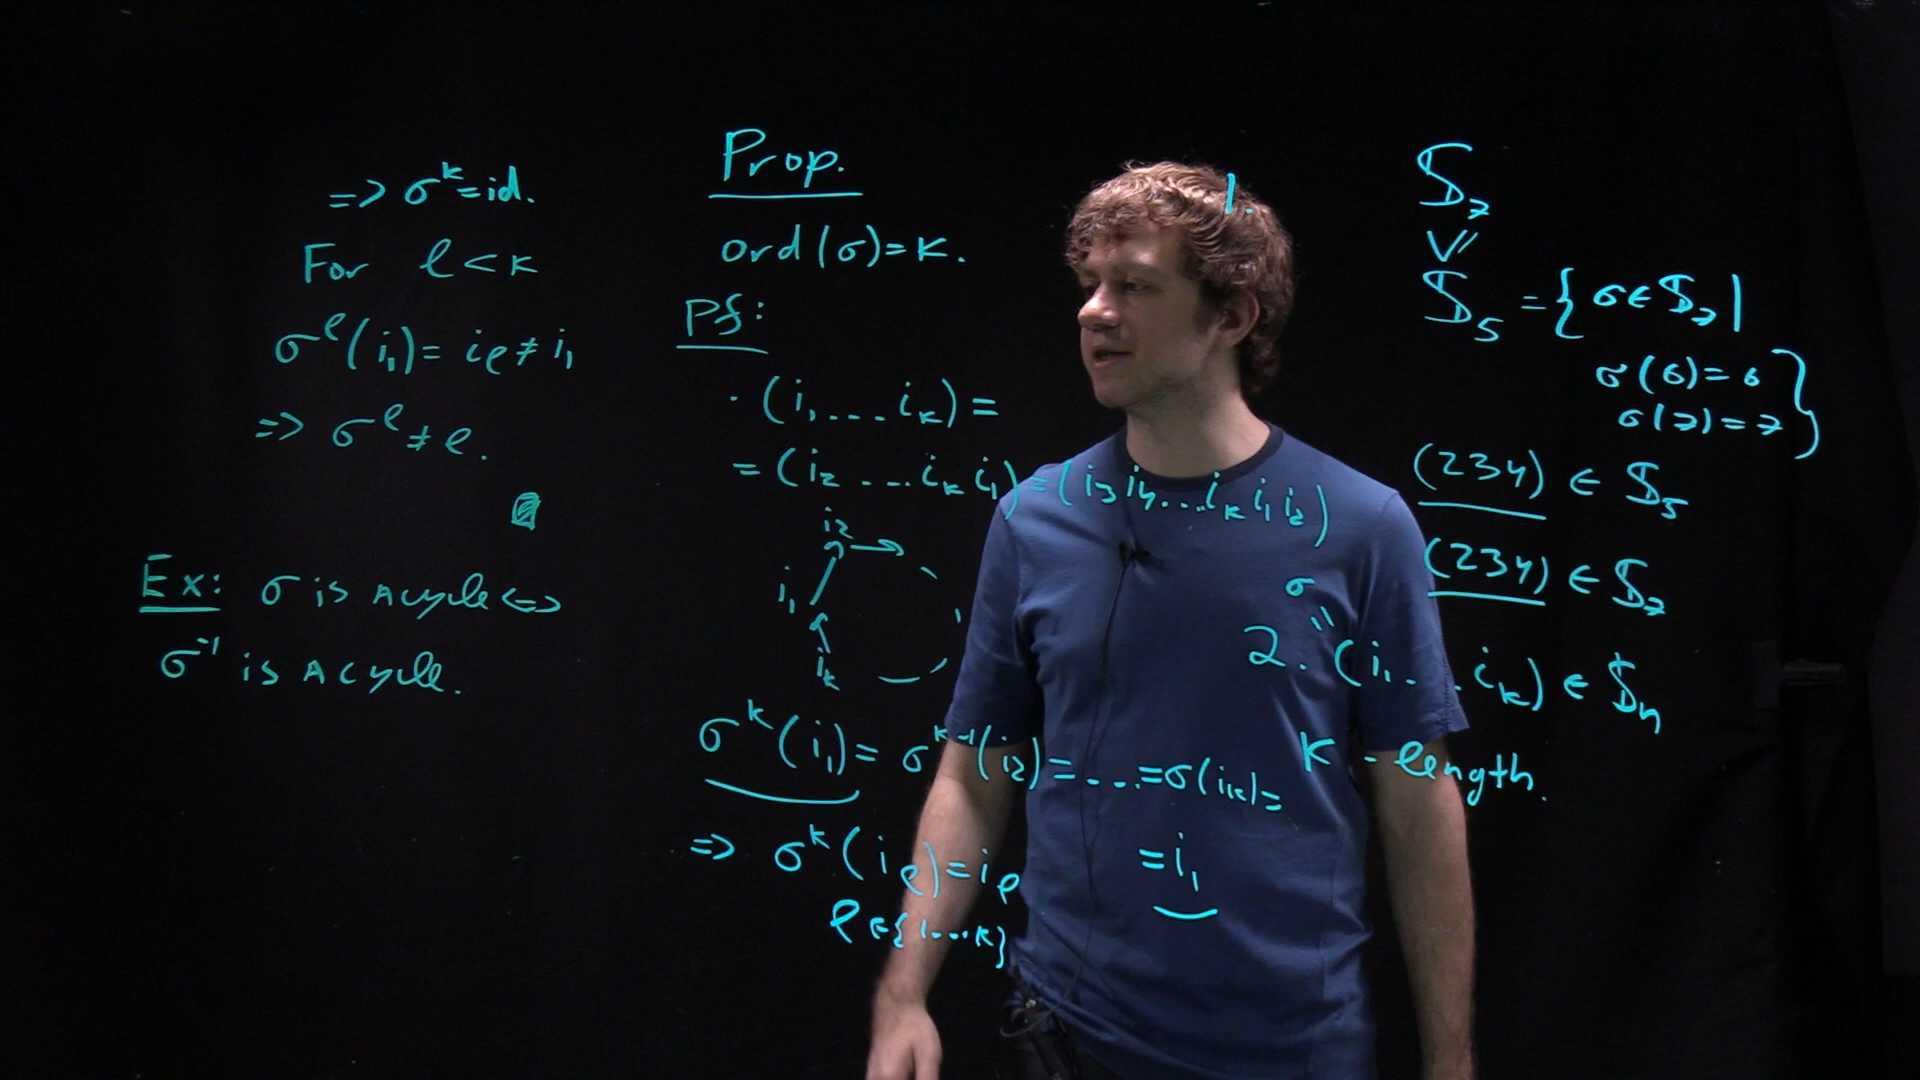 => σ^k = id.
For ℓ < k
σ^ℓ(i₁) = i_ℓ ≠ i₁
=> σ^ℓ ≠ e.
Ex: σ is a cycle <=>
σ^-1 is a cycle.
Prop.
ord(σ) = k.
Pf:
· (i₁ ... i_k) =
= (i₂ ... i_k i₁) = (i₃ i₄ ... i_k i₁ i₂)
i₂
i₁
i_k
σ^k(i₁) = σ^{k-1}(i₂) = ... = σ(i_k) =
= i₁
=> σ^k(i_ℓ) = i_ℓ
ℓ ∈ {1...k}
1.
𝕊₇
∨/
𝕊₅ = { σ ∈ 𝕊₇ |
σ(6) = 6
σ(7) = 7 }
(234) ∈ 𝕊₅
(234) ∈ 𝕊₇
σ
"
2. (i₁ ... i_k) ∈ 𝕊_n
k - length.